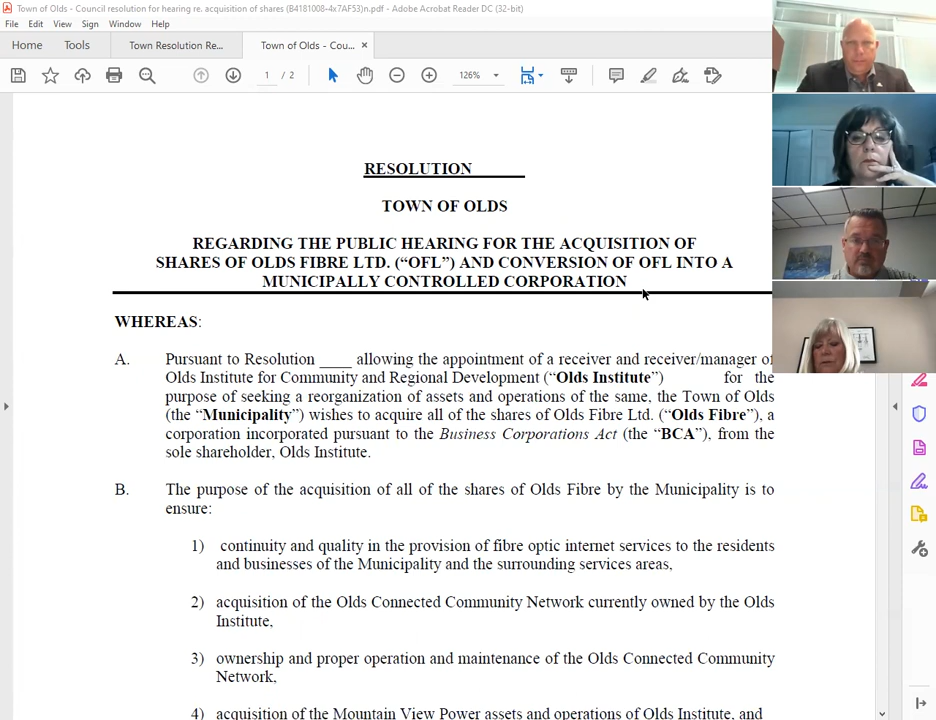 Town of Olds - Council resolution for hearing re. acquisition of shares (B4181008-4x7AF53)n.pdf - Adobe Acrobat Reader DC (32-bit)
File Edit View Sign Window Help
Home Tools Town Resolution Re... Town of Olds - Cou... ×
1 / 2 126%
RESOLUTION
TOWN OF OLDS
REGARDING THE PUBLIC HEARING FOR THE ACQUISITION OF
SHARES OF OLDS FIBRE LTD. (“OFL”) AND CONVERSION OF OFL INTO A
MUNICIPALLY CONTROLLED CORPORATION
WHEREAS:
A. Pursuant to Resolution ____ allowing the appointment of a receiver and receiver/manager of
Olds Institute for Community and Regional Development (“Olds Institute”) for the
purpose of seeking a reorganization of assets and operations of the same, the Town of Olds
(the “Municipality”) wishes to acquire all of the shares of Olds Fibre Ltd. (“Olds Fibre”), a
corporation incorporated pursuant to the Business Corporations Act (the “BCA”), from the
sole shareholder, Olds Institute.
B. The purpose of the acquisition of all of the shares of Olds Fibre by the Municipality is to
ensure:
1) continuity and quality in the provision of fibre optic internet services to the residents
and businesses of the Municipality and the surrounding services areas,
2) acquisition of the Olds Connected Community Network currently owned by the Olds
Institute,
3) ownership and proper operation and maintenance of the Olds Connected Community
Network,
4) acquisition of the Mountain View Power assets and operations of Olds Institute, and